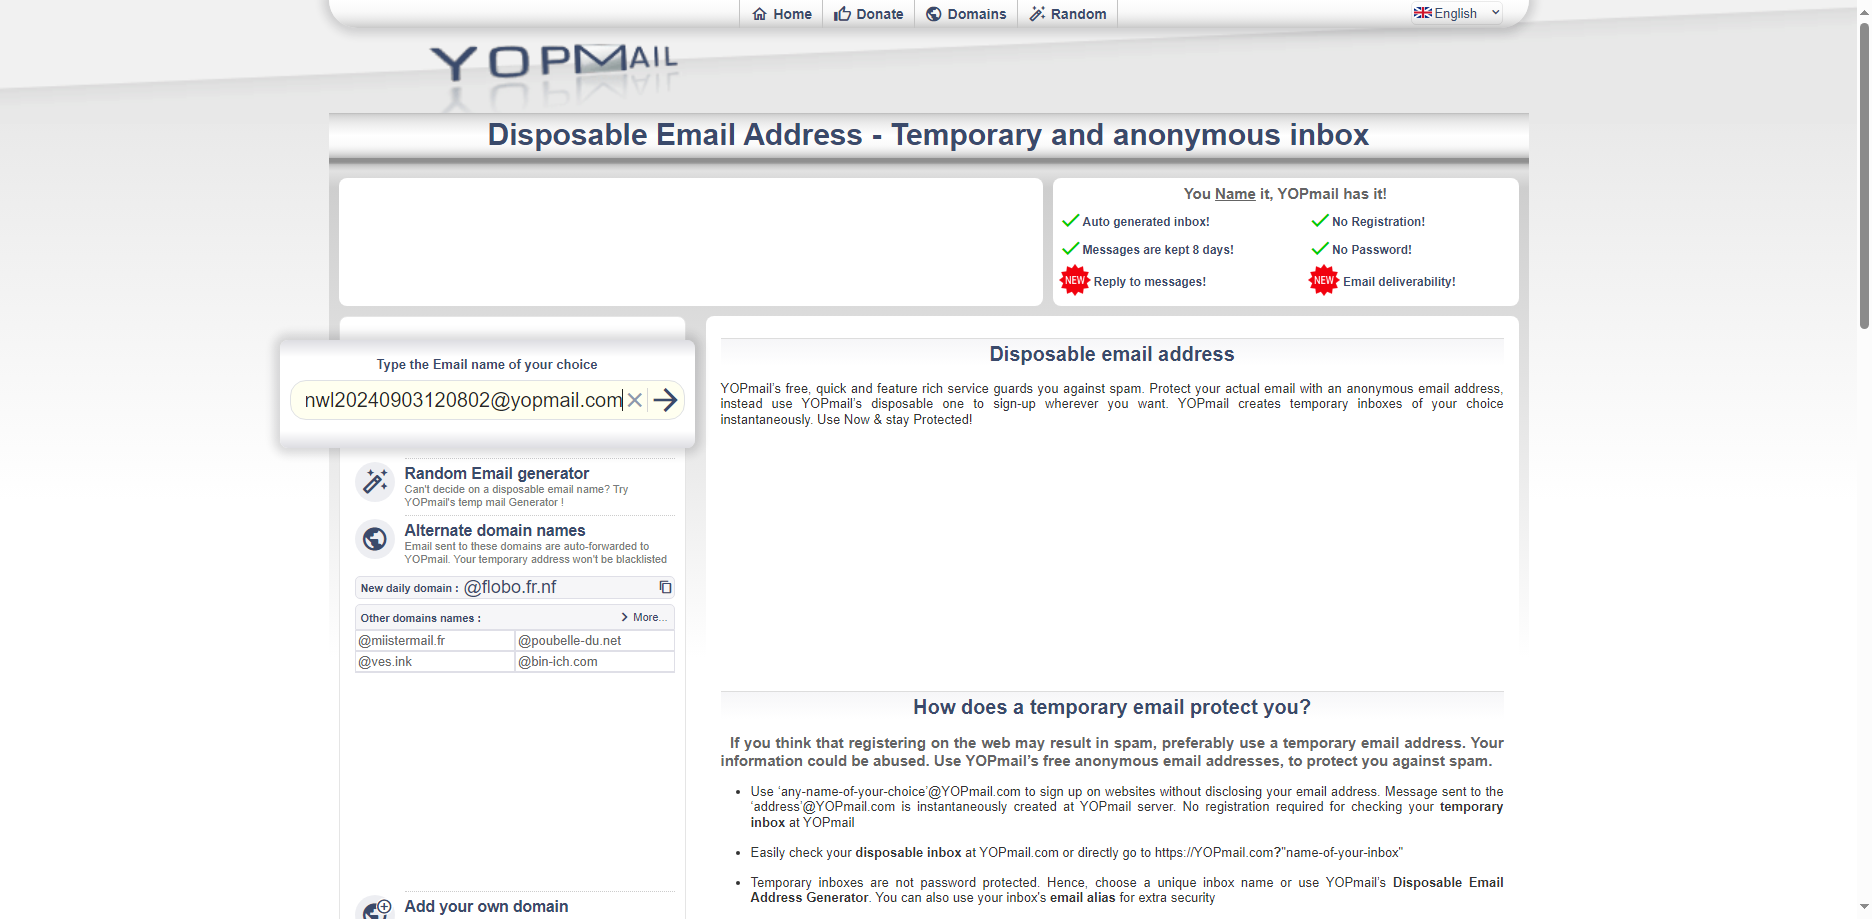 Home Donate Domains Random English
YOPMAIL
Disposable Email Address - Temporary and anonymous inbox
You Name it, YOPmail has it!
Auto generated inbox! No Registration!
Messages are kept 8 days! No Password!
NEW Reply to messages! NEW Email deliverability!
Type the Email name of your choice
nwl20240903120802@yopmail.com
Random Email generator
Can't decide on a disposable email name? Try
YOPmail's temp mail Generator !
Alternate domain names
Email sent to these domains are auto-forwarded to
YOPmail. Your temporary address won't be blacklisted
New daily domain : @flobo.fr.nf
Other domains names : More...
@miistermail.fr @poubelle-du.net
@ves.ink @bin-ich.com
Add your own domain
Disposable email address
YOPmail's free, quick and feature rich service guards you against spam. Protect your actual email with an anonymous email address,
instead use YOPmail's disposable one to sign-up wherever you want. YOPmail creates temporary inboxes of your choice
instantaneously. Use Now & stay Protected!
How does a temporary email protect you?
If you think that registering on the web may result in spam, preferably use a temporary email address. Your
information could be abused. Use YOPmail's free anonymous email addresses, to protect you against spam.
• Use ‘any-name-of-your-choice’@YOPmail.com to sign up on websites without disclosing your email address. Message sent to the
‘address’@YOPmail.com is instantaneously created at YOPmail server. No registration required for checking your temporary
inbox at YOPmail
• Easily check your disposable inbox at YOPmail.com or directly go to https://YOPmail.com?"name-of-your-inbox"
• Temporary inboxes are not password protected. Hence, choose a unique inbox name or use YOPmail's Disposable Email
Address Generator. You can also use your inbox's email alias for extra security